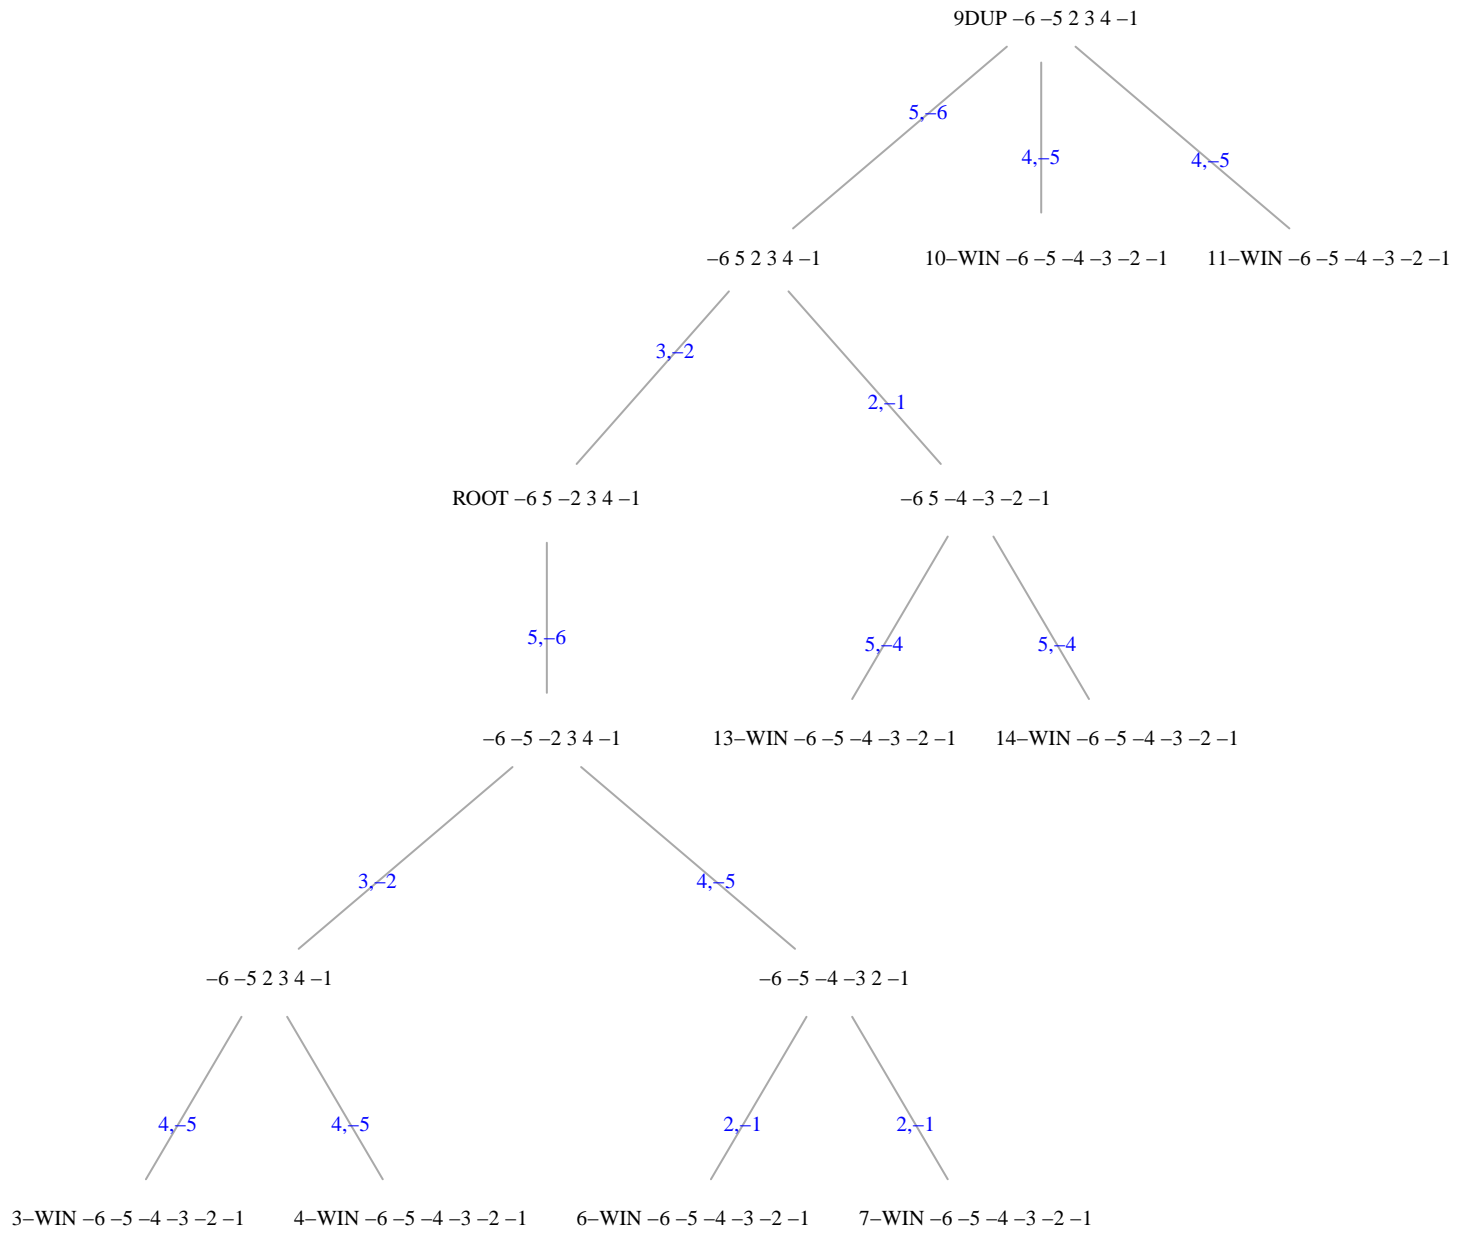 9DUP –6 –5 2 3 4 –1
5,–6
4,–5
4,–5
–6 5 2 3 4 –1
10–WIN –6 –5 –4 –3 –2 –1
11–WIN –6 –5 –4 –3 –2 –1
3,–2
2,–1
ROOT –6 5 –2 3 4 –1
–6 5 –4 –3 –2 –1
5,–6
5,–4
5,–4
–6 –5 –2 3 4 –1
13–WIN –6 –5 –4 –3 –2 –1
14–WIN –6 –5 –4 –3 –2 –1
3,–2
4,–5
–6 –5 2 3 4 –1
–6 –5 –4 –3 2 –1
4,–5
4,–5
2,–1
2,–1
3–WIN –6 –5 –4 –3 –2 –1
4–WIN –6 –5 –4 –3 –2 –1
6–WIN –6 –5 –4 –3 –2 –1
7–WIN –6 –5 –4 –3 –2 –1